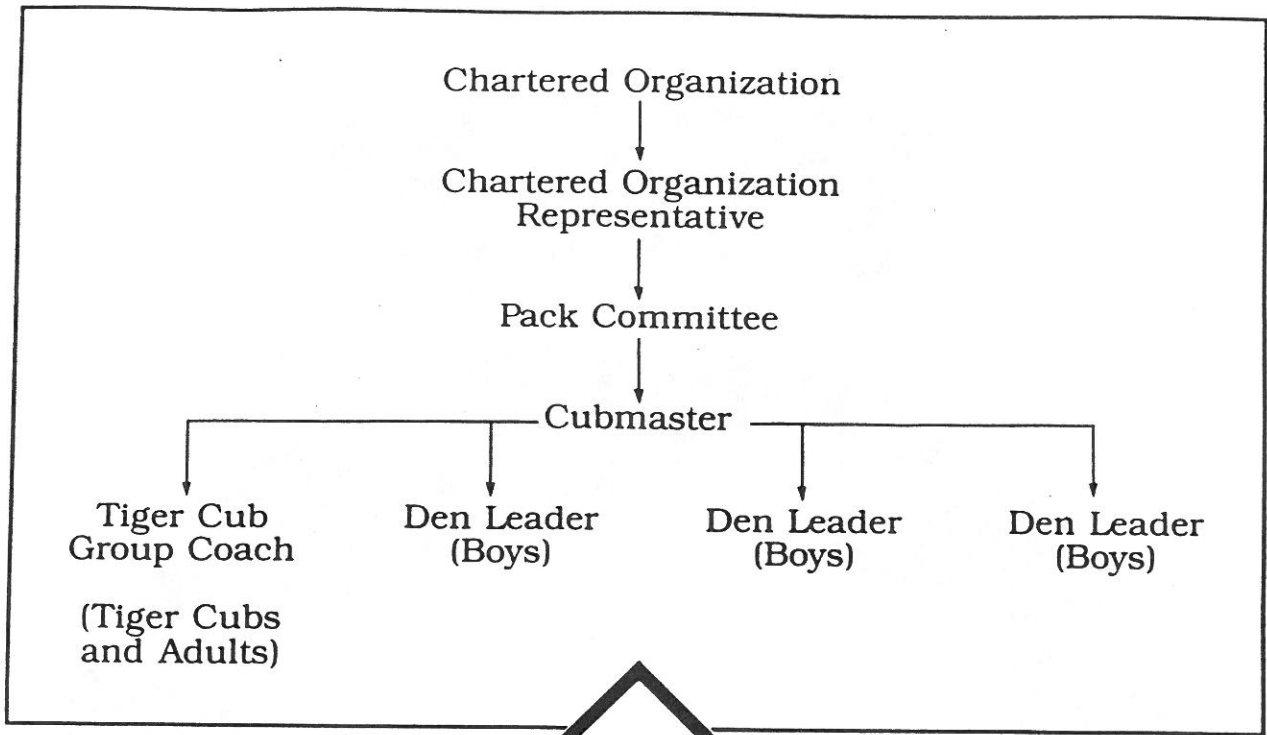 Chartered Organization
Chartered Organization
Representative
Pack Committee
Cubmaster
Tiger Cub
Group Coach
(Tiger Cubs
and Adults)
Den Leader
(Boys)
Den Leader
(Boys)
Den Leader
(Boys)